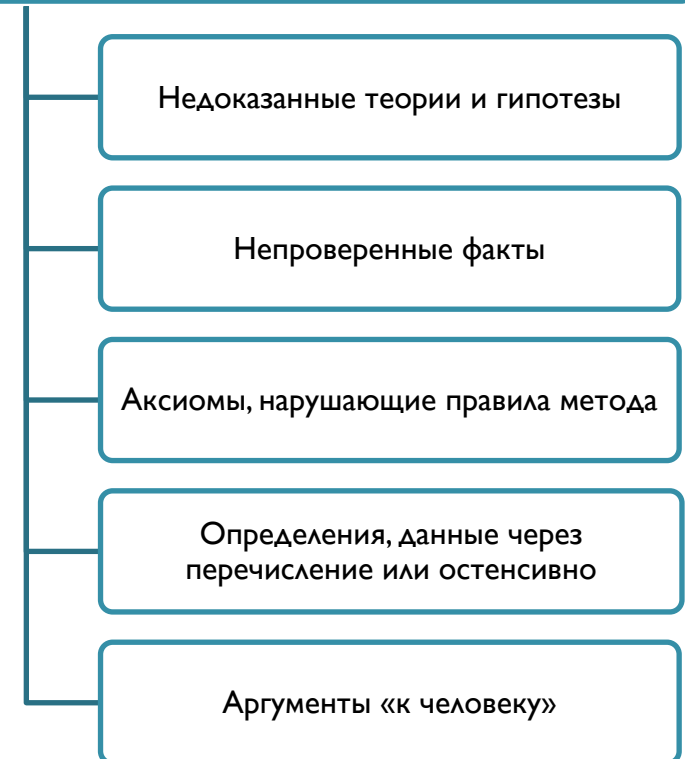 Недоказанные теории и гипотезы
Непроверенные факты
Аксиомы, нарушающие правила метода
Определения, данные через
перечисление или остенсивно
Аргументы «к человеку»